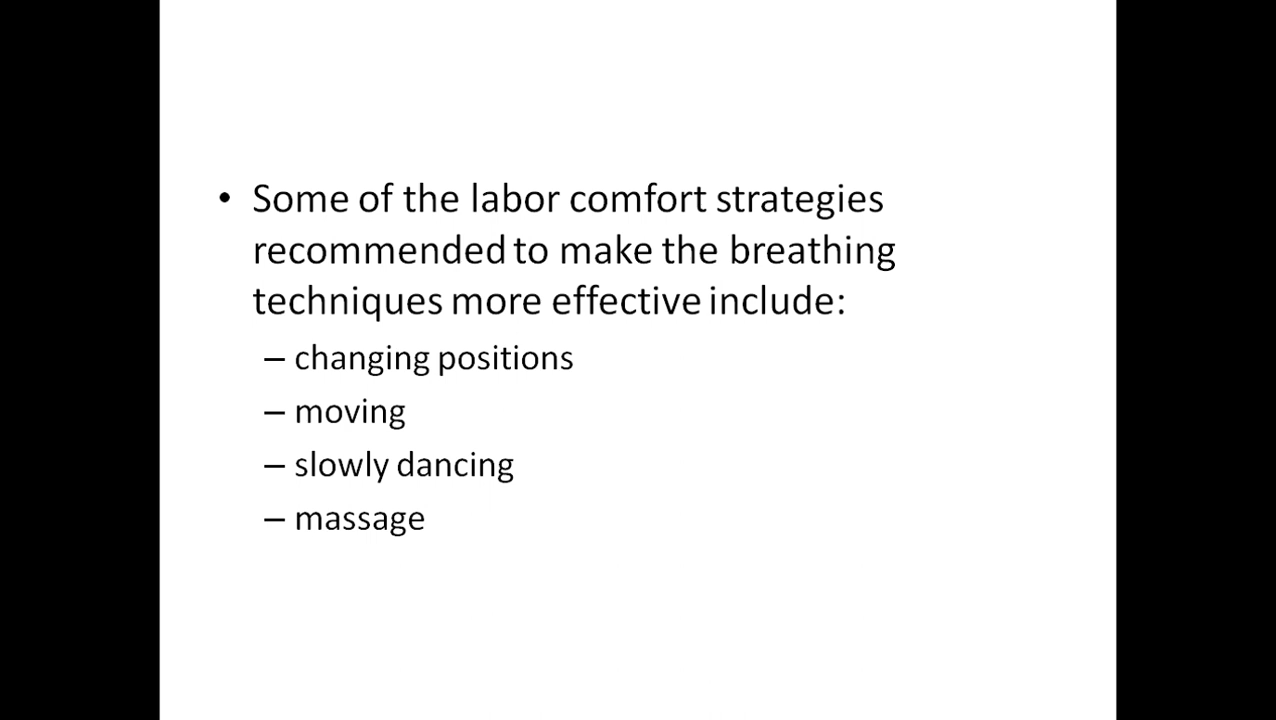 • Some of the labor comfort strategies
recommended to make the breathing
techniques more effective include:
– changing positions
– moving
– slowly dancing
– massage